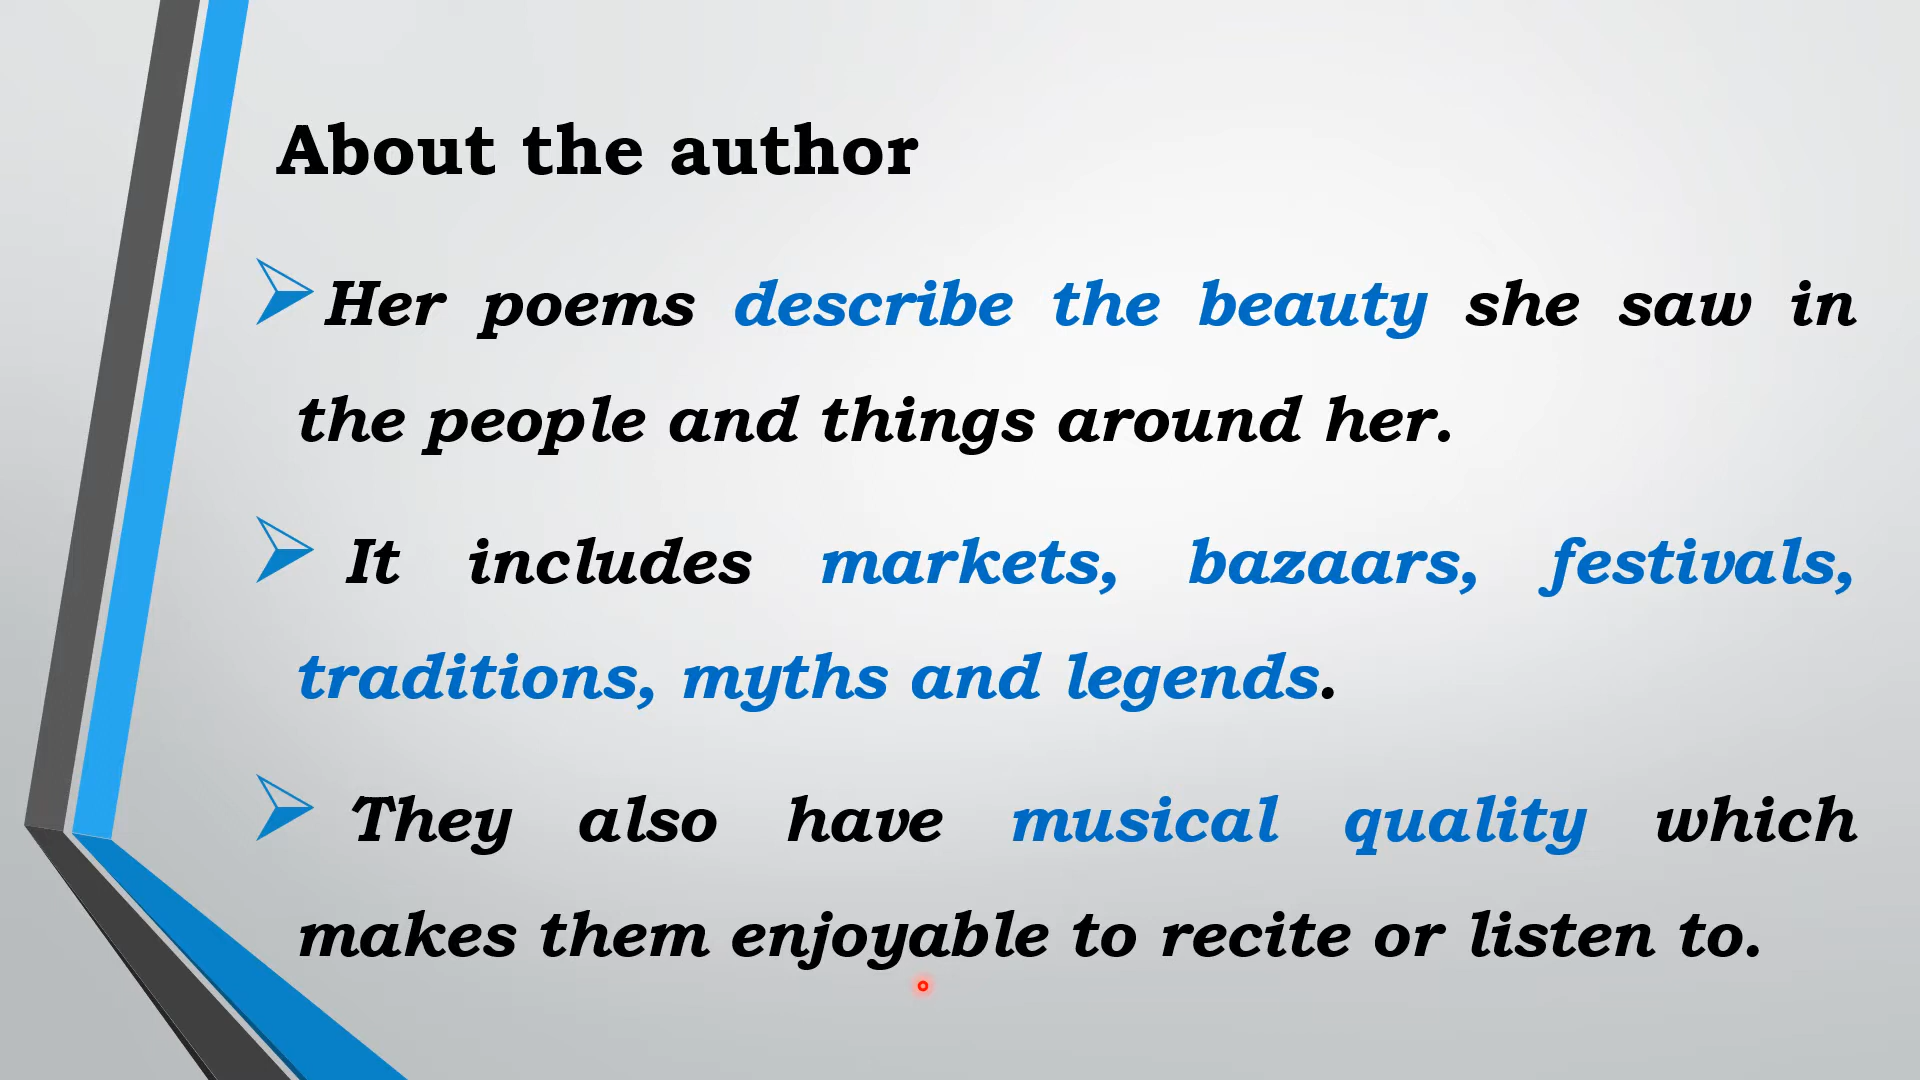 About the author
Her poems describe the beauty she saw in
the people and things around her.
It includes markets, bazaars, festivals,
traditions, myths and legends.
They also have musical quality which
makes them enjoyable to recite or listen to.